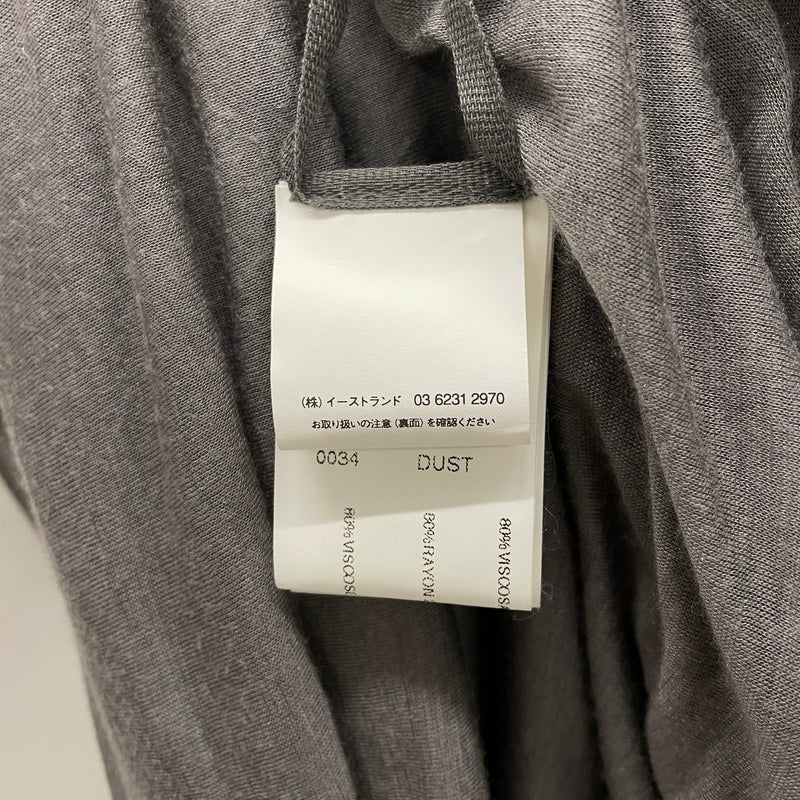 (株)イーストランド 03 6231 2970
お取り扱いの注意(裏面)を確認ください
0034 DUST
80% VISCOS
80% RAYON
80% VISCOS